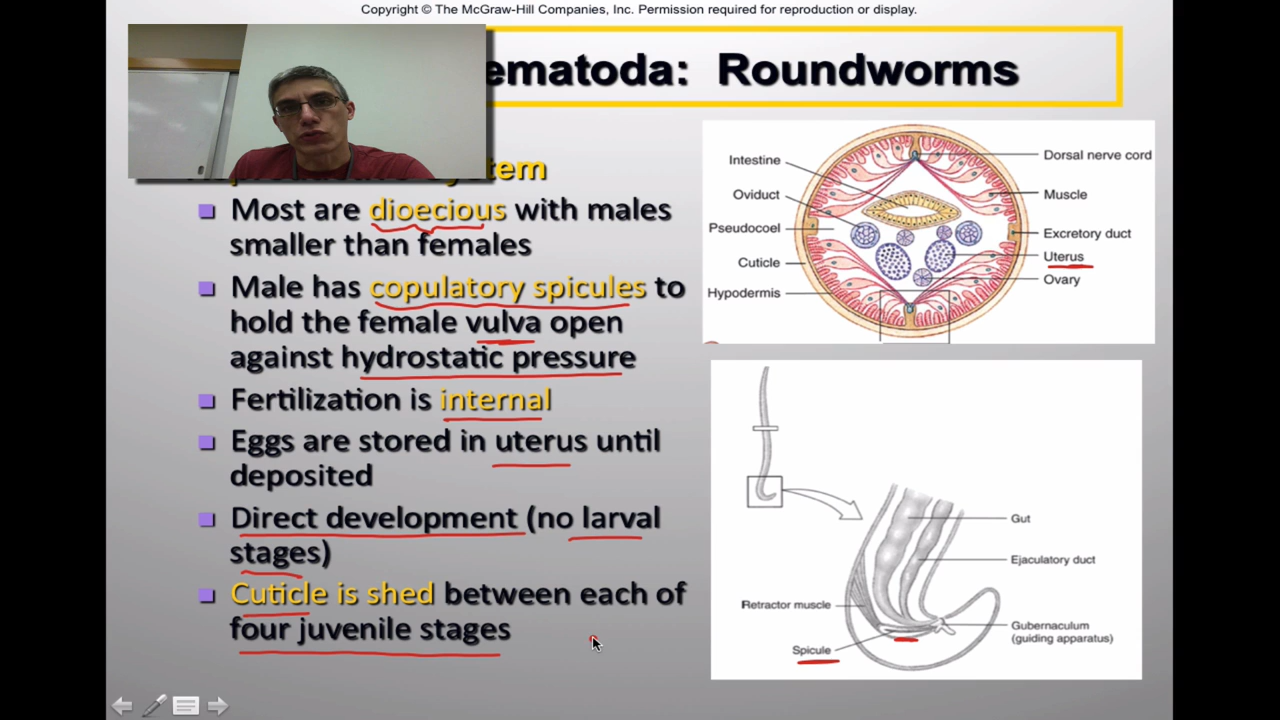 Copyright © The McGraw-Hill Companies, Inc. Permission required for reproduction or display.
ematoda: Roundworms
Most are dioecious with males
smaller than females
Male has copulatory spicules to
hold the female vulva open
against hydrostatic pressure
Fertilization is internal
Eggs are stored in uterus until
deposited
Direct development (no larval
stages)
Cuticle is shed between each of
four juvenile stages
Intestine
Oviduct
Pseudocoel
Cuticle
Hypodermis
Dorsal nerve cord
Muscle
Excretory duct
Uterus
Ovary
Gut
Ejaculatory duct
Retractor muscle
Gubernaculum
(guiding apparatus)
Spicule